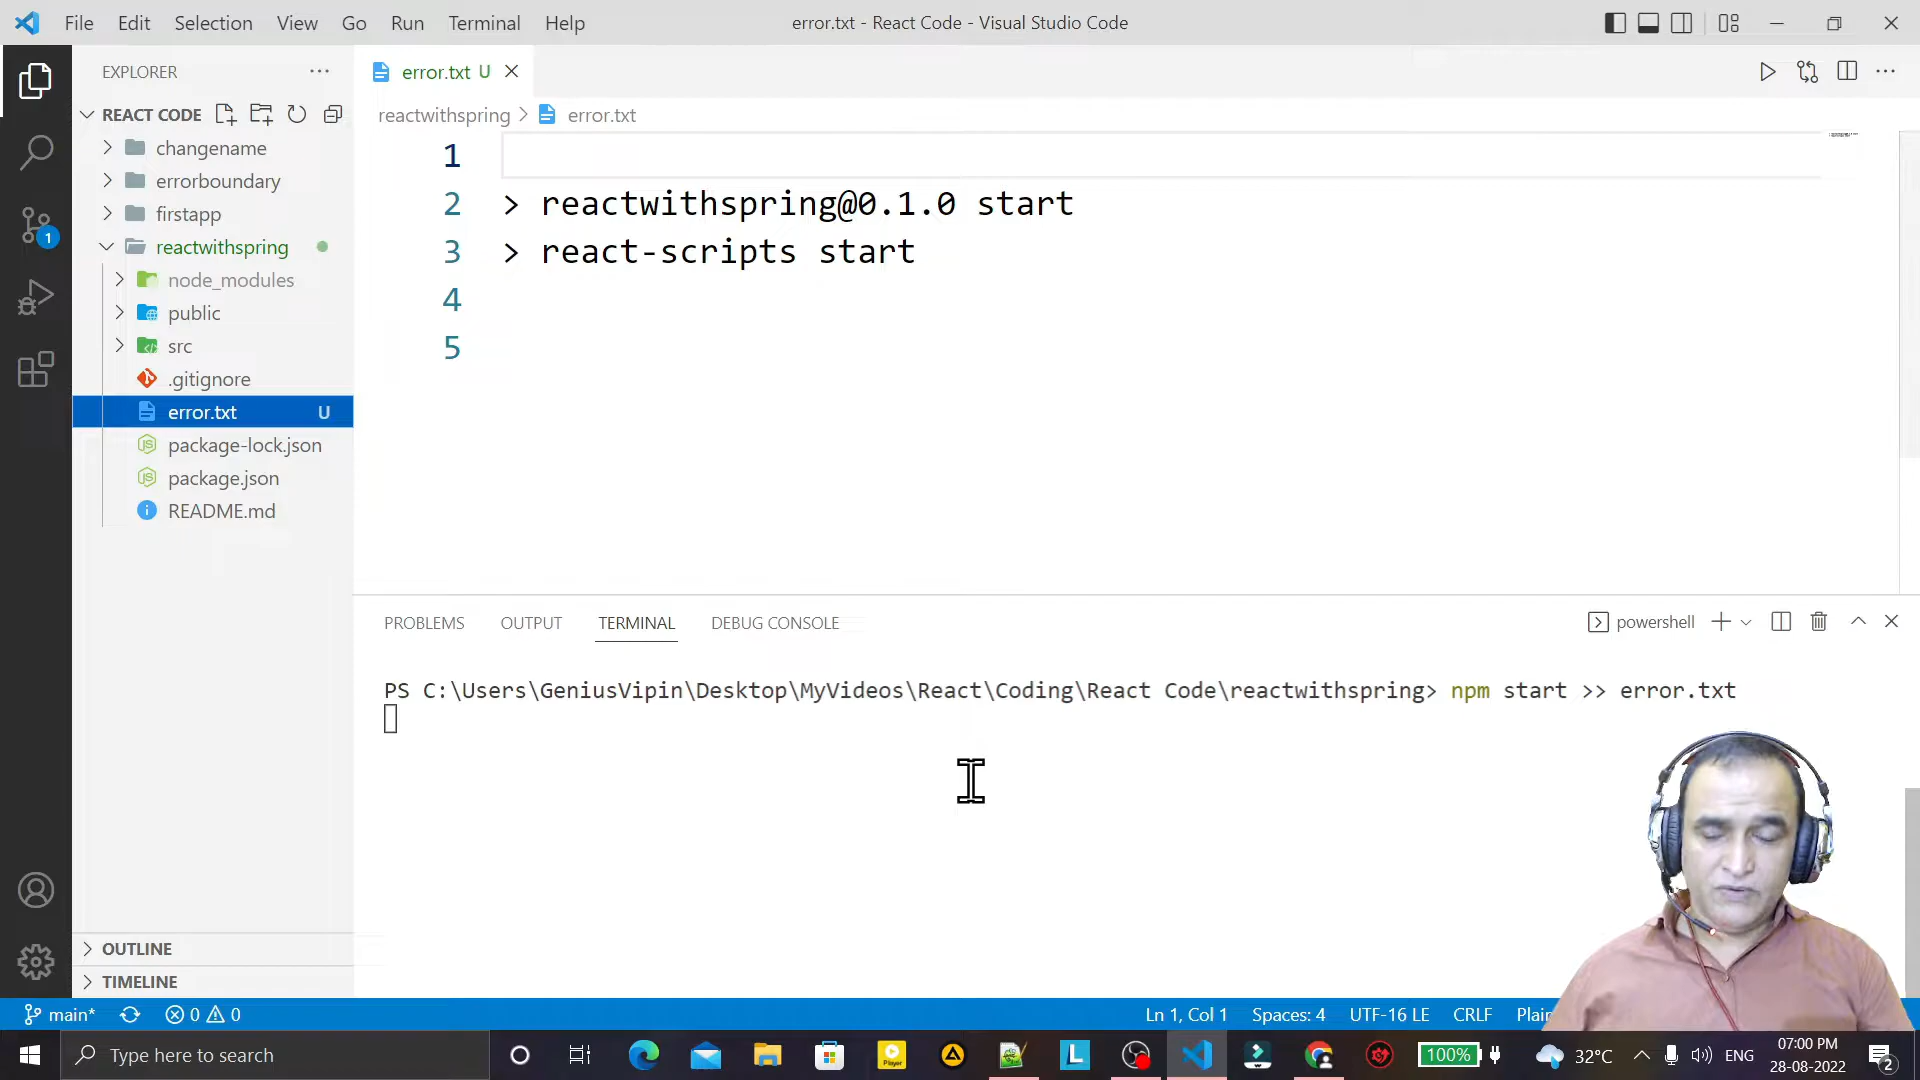 File Edit Selection View Go Run Terminal Help
error.txt - React Code - Visual Studio Code
EXPLORER
REACT CODE
changename
errorboundary
firstapp
reactwithspring
node_modules
public
src
.gitignore
error.txt U
package-lock.json
package.json
README.md
OUTLINE
TIMELINE
error.txt U
reactwithspring > error.txt
1
2 > reactwithspring@0.1.0 start
3 > react-scripts start
4
5
PROBLEMS OUTPUT TERMINAL DEBUG CONSOLE
powershell
PS C:\Users\GeniusVipin\Desktop\MyVideos\React\Coding\React Code\reactwithspring> npm start >> error.txt
1
main* 0 0
Ln 1, Col 1 Spaces: 4 UTF-16 LE CRLF
Type here to search
Player
L
100%
32°C
ENG
07:00 PM
28-08-2022
2